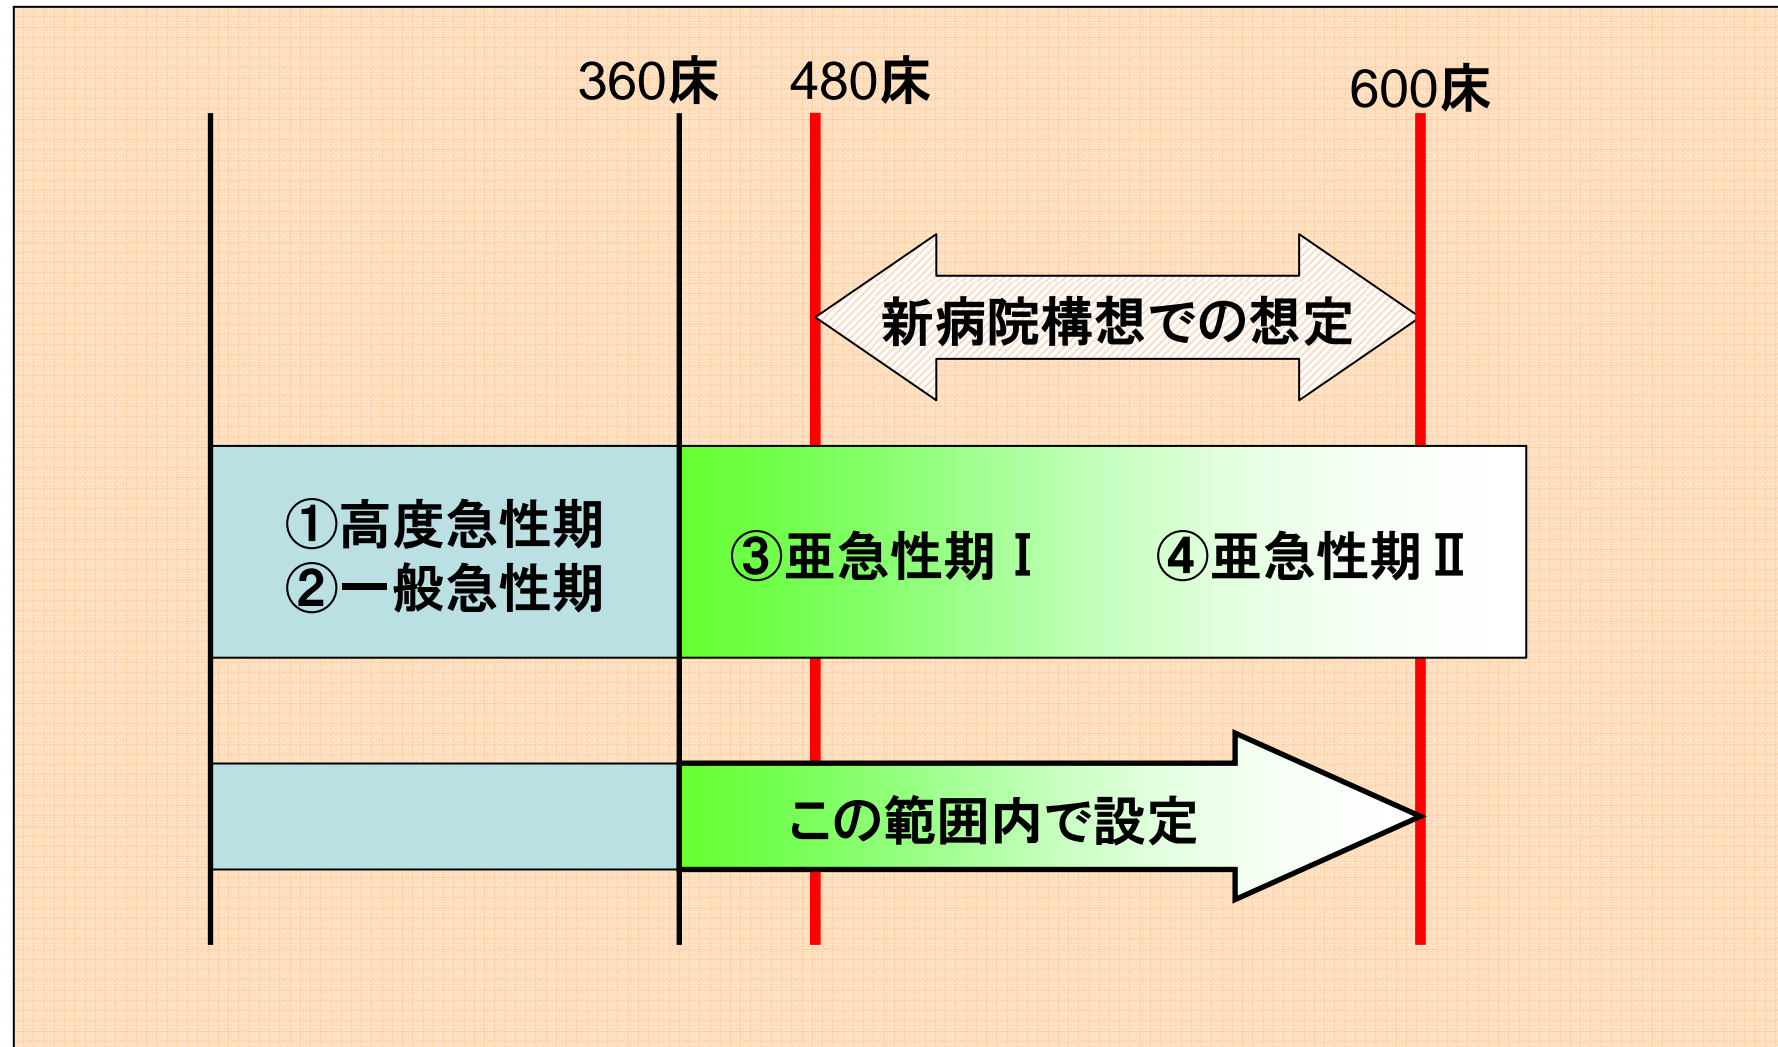 360床
480床
600床
新病院構想での想定
①高度急性期
②一般急性期
③亜急性期Ⅰ
④亜急性期Ⅱ
この範囲内で設定